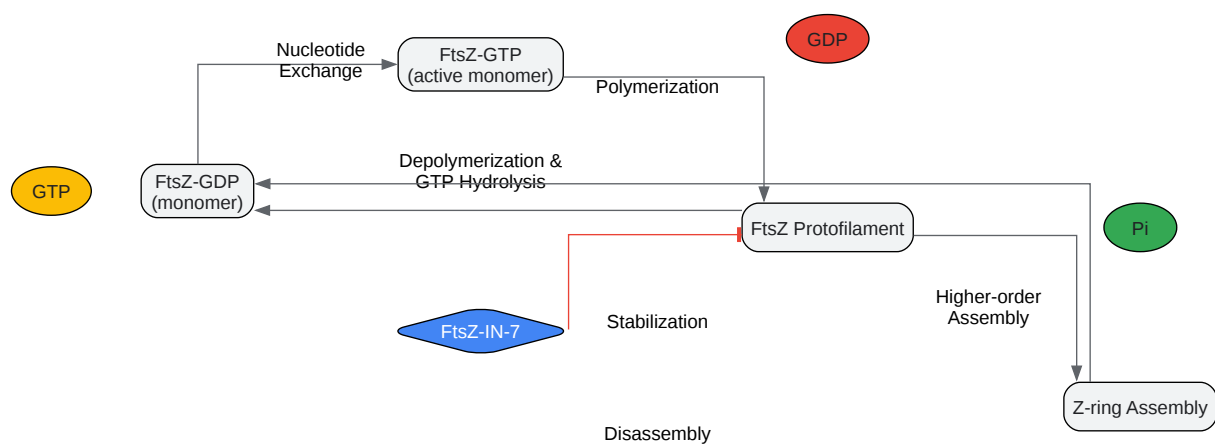 Nucleotide
Exchange
FtsZ-GTP
(active monomer)
GDP
Polymerization
Depolymerization &
GTP Hydrolysis
GTP
FtsZ-GDP
(monomer)
FtsZ Protofilament
Pi
FtsZ-IN-7
Stabilization
Higher-order
Assembly
Z-ring Assembly
Disassembly